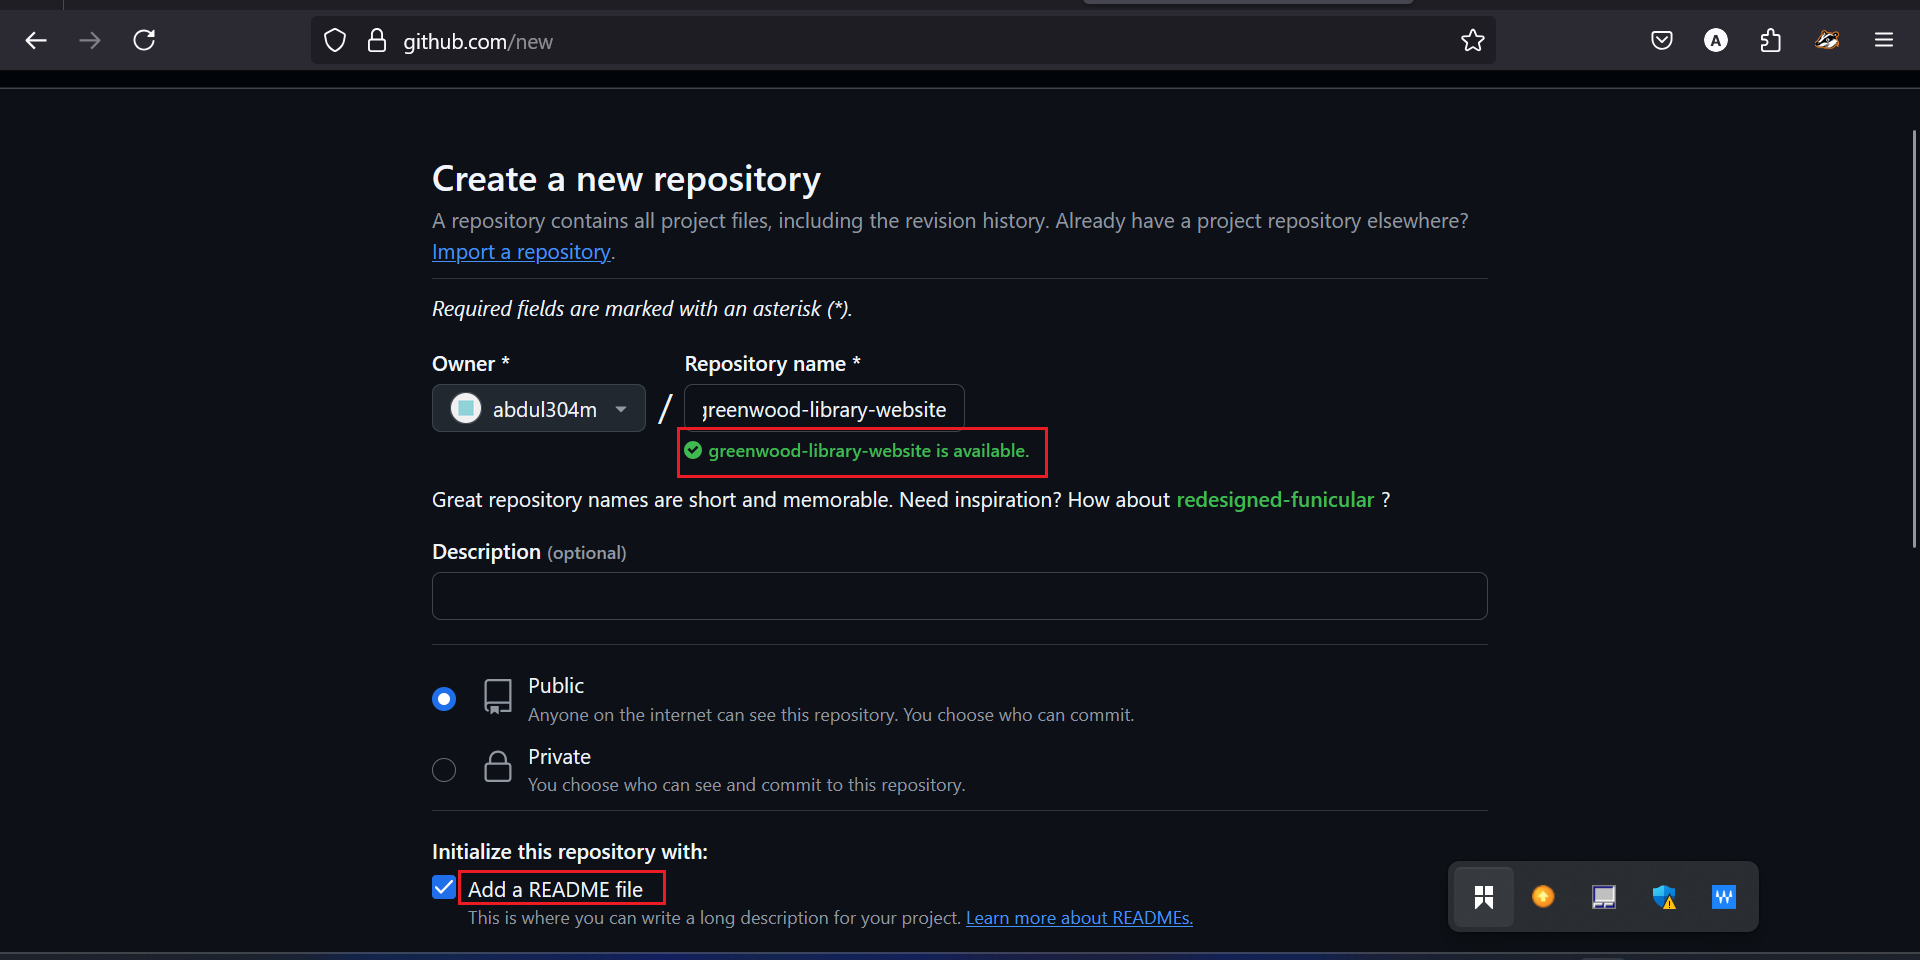 github.com/new
A
Create a new repository
A repository contains all project files, including the revision history. Already have a project repository elsewhere?
Import a repository.
Required fields are marked with an asterisk (*).
Owner * Repository name *
abdul304m / greenwood-library-website
greenwood-library-website is available.
Great repository names are short and memorable. Need inspiration? How about redesigned-funicular ?
Description (optional)
Public
Anyone on the internet can see this repository. You choose who can commit.
Private
You choose who can see and commit to this repository.
Initialize this repository with:
Add a README file
This is where you can write a long description for your project. Learn more about READMEs.